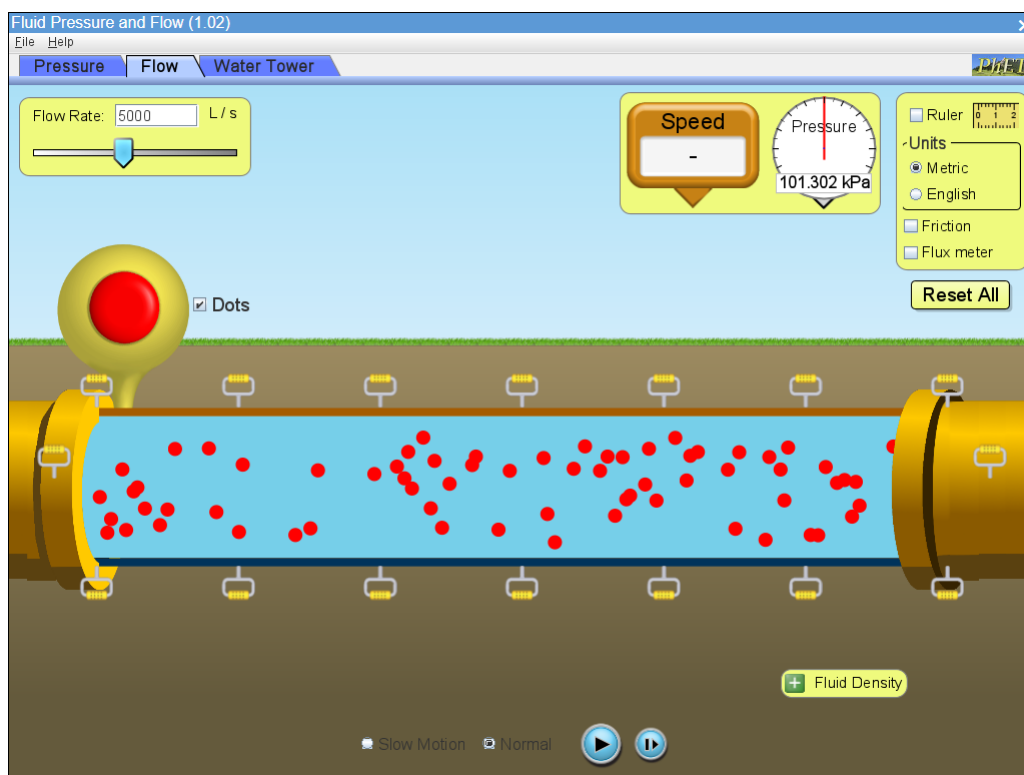 Fluid Pressure and Flow (1.02)
File Help
Pressure Flow Water Tower
PhET
Flow Rate: 5000 L / s
Speed
-
Pressure
101.302 kPa
Ruler 0 1 2
Units
Metric
English
Friction
Flux meter
Reset All
Dots
Fluid Density
Slow Motion Normal